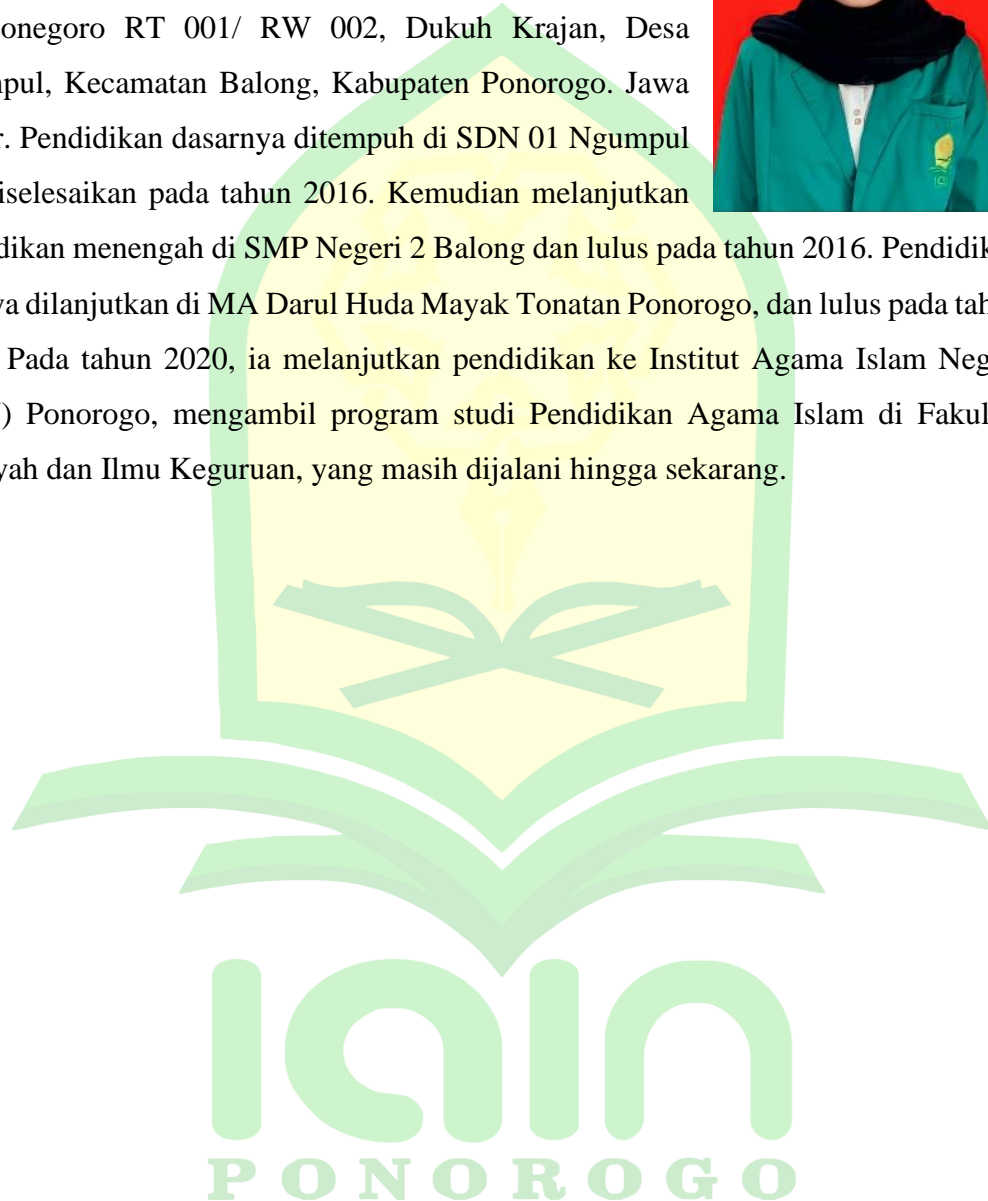 onegoro RT 001/ RW 002, Dukuh Krajan, Desa
npul, Kecamatan Balong, Kabupaten Ponorogo. Jawa
r. Pendidikan dasarnya ditempuh di SDN 01 Ngumpul
iselesaikan pada tahun 2016. Kemudian melanjutkan
dikan menengah di SMP Negeri 2 Balong dan lulus pada tahun 2016. Pendidik
ya dilanjutkan di MA Darul Huda Mayak Tonatan Ponorogo, dan lulus pada tah
Pada tahun 2020, ia melanjutkan pendidikan ke Institut Agama Islam Neg
) Ponorogo, mengambil program studi Pendidikan Agama Islam di Fakul
yah dan Ilmu Keguruan, yang masih dijalani hingga sekarang.
iain
PONOROGO